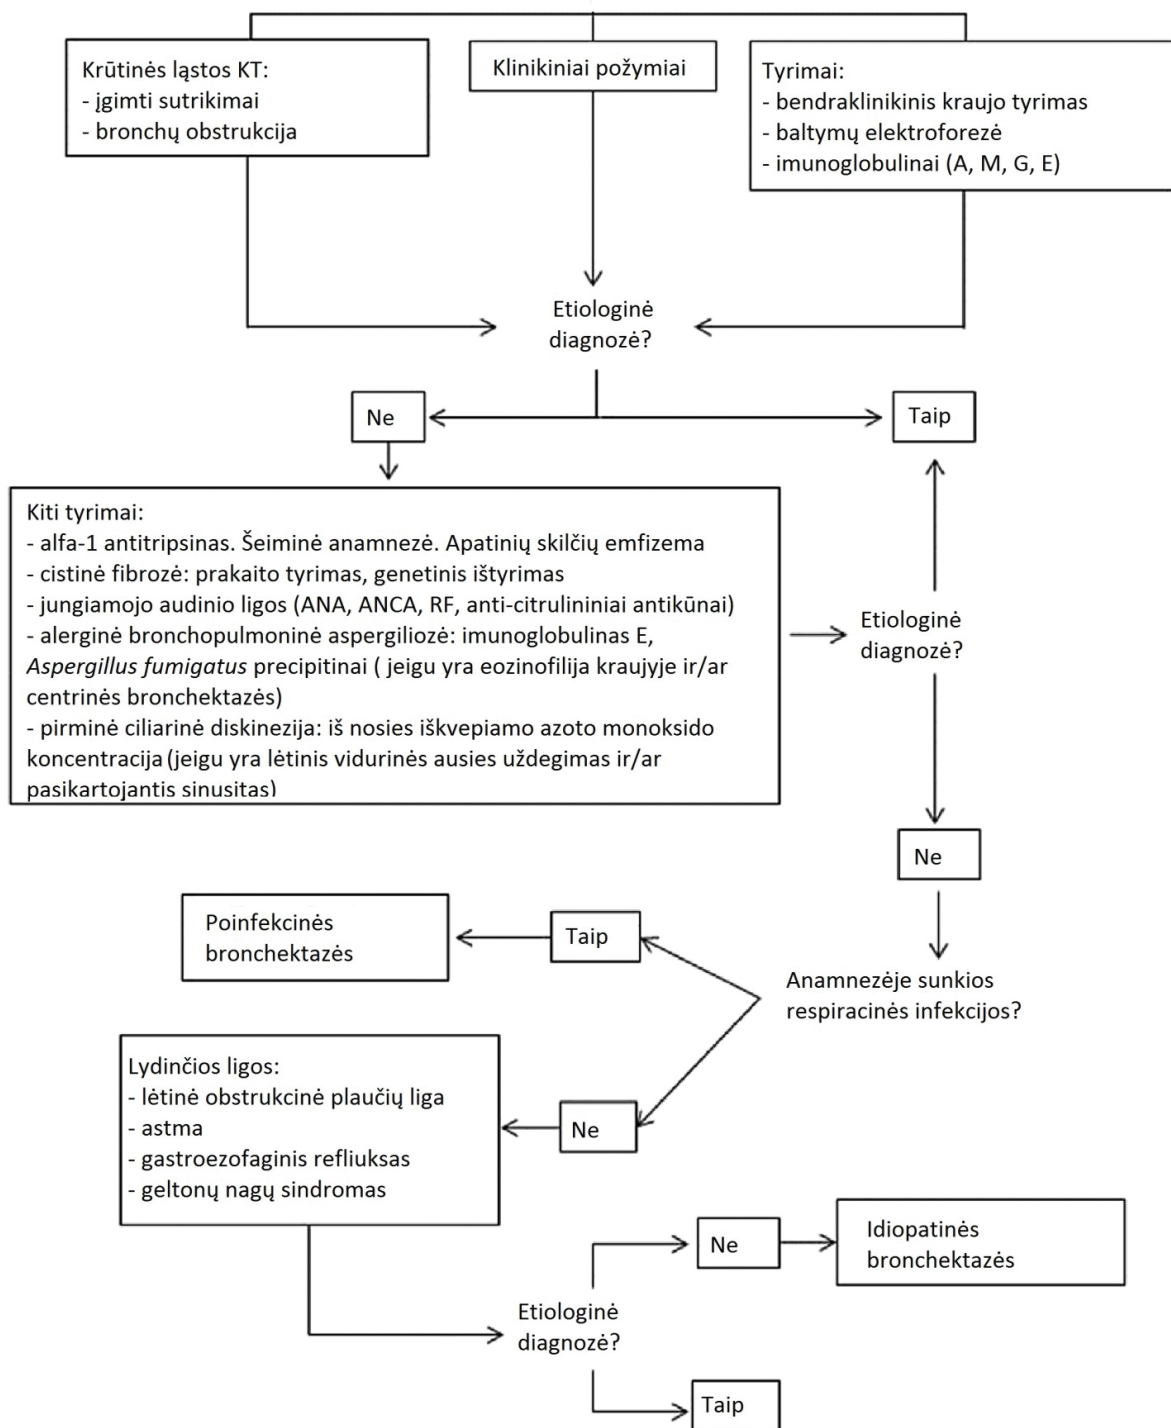 Krūtinės ląstos KT:
- įgimti sutrikimai
- bronchų obstrukcija
Klinikiniai požymiai
Tyrimai:
- bendraklinikinis kraujo tyrimas
- baltymų elektroforezė
- imunoglobulinai (A, M, G, E)
Etiologinė
diagnozė?
Ne
Taip
Kiti tyrimai:
- alfa-1 antitripsinas. Šeiminė anamnezė. Apatinių skilčių emfizema
- cistinė fibrozė: prakaito tyrimas, genetinis ištyrimas
- jungiamojo audinio ligos (ANA, ANCA, RF, anti-citrulininiai antikūnai)
- alerginė bronchopulmoninė aspergiliozė: imunoglobulinas E,
Aspergillus fumigatus precipitinai ( jeigu yra eozinofilija kraujyje ir/ar
centrinės bronchektazės)
- pirminė ciliarinė diskinezija: iš nosies iškvepiamo azoto monoksido
koncentracija (jeigu yra lėtinis vidurinės ausies uždegimas ir/ar
pasikartojantis sinusitas)
Etiologinė
diagnozė?
Ne
Anamnezėje sunkios
respiracinės infekcijos?
Taip
Poinfekcinės
bronchektazės
Ne
Lydinčios ligos:
- lėtinė obstrukcinė plaučių liga
- astma
- gastroezofaginis refliuksas
- geltonų nagų sindromas
Etiologinė
diagnozė?
Ne
Idiopatinės
bronchektazės
Taip